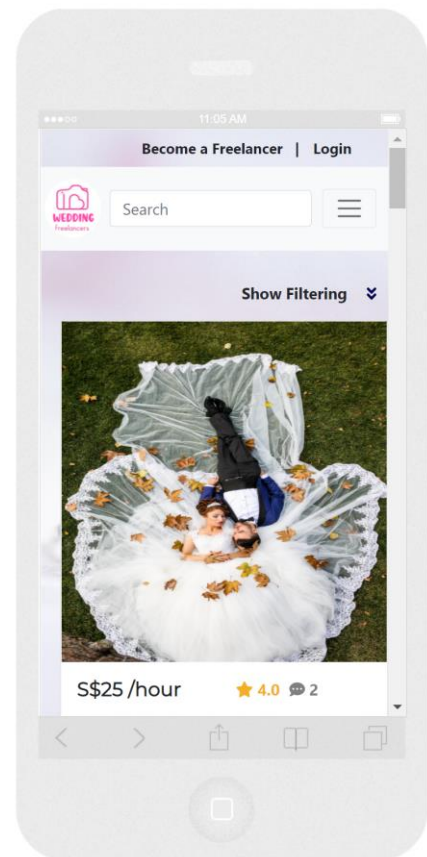 11:05 AM
Become a Freelancer | Login
WEDDING
freelancers
Search
Show Filtering
S$25 /hour 4.0 2